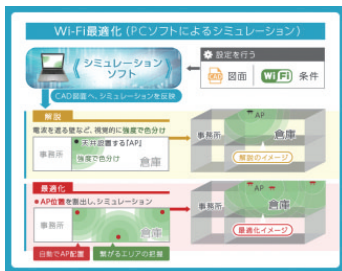 Wi-Fi最適化(PCソフトによるシミュレーション)
シミュレーション
ソフト
設定を行う
CAD
図面
WiFi
条件
CAD図面へ、シミュレーションを反映
解説
電波を遮る壁など、視覚的に強度で色分け
天井設置する「AP」
事務所
強度で色分け
倉庫
AP
事務所
倉庫
解説のイメージ
最適化
AP位置を割出し、シミュレーション
事務所
倉庫
自動でAP配置
繋がるエリアの把握
AP
事務所
倉庫
最適化イメージ